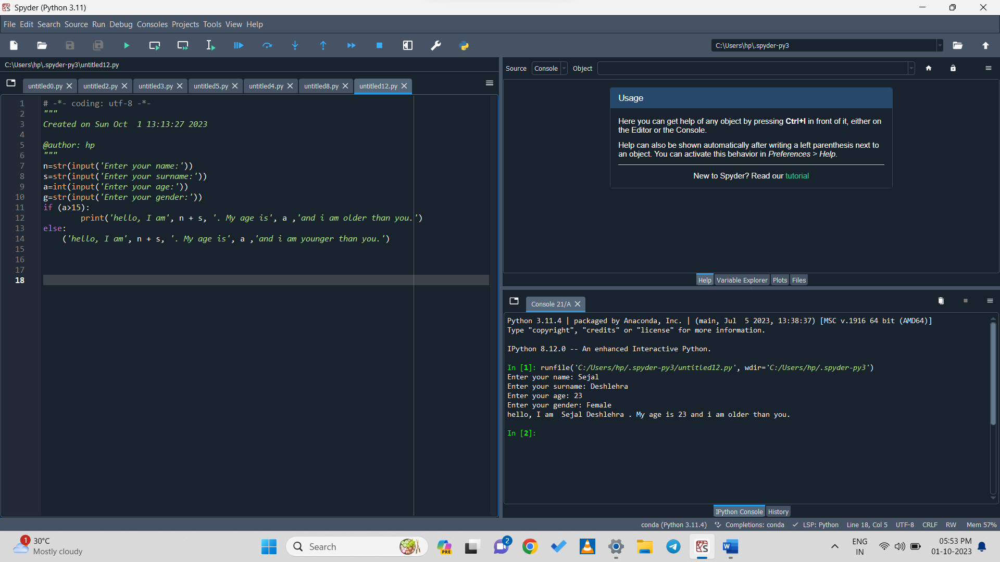 Spyder (Python 3.11)
File Edit Search Source Run Debug Consoles Projects Tools View Help
C:\Users\hp\.spyder-py3
C:\Users\hp\.spyder-py3\untitled12.py
untitled0.py untitled2.py untitled3.py untitled5.py untitled4.py untitled8.py untitled12.py
1 # -*- coding: utf-8 -*-
2 """
3 Created on Sun Oct  1 13:13:27 2023
4
5 @author: hp
6 """
7 n=str(input('Enter your name:'))
8 s=str(input('Enter your surname:'))
9 a=int(input('Enter your age:'))
10 g=str(input('Enter your gender:'))
11 if (a>15):
12         print('hello, I am', n + s, '. My age is', a ,'and i am older than you.')
13 else:
14     ('hello, I am', n + s, '. My age is', a ,'and i am younger than you.')
15
16
17
18
Source Console Object
Usage
Here you can get help of any object by pressing Ctrl+I in front of it, either on
the Editor or the Console.
Help can also be shown automatically after writing a left parenthesis next to
an object. You can activate this behavior in Preferences > Help.
New to Spyder? Read our tutorial
Help Variable Explorer Plots Files
Console 21/A
Python 3.11.4 | packaged by Anaconda, Inc. | (main, Jul  5 2023, 13:38:37) [MSC v.1916 64 bit (AMD64)]
Type "copyright", "credits" or "license" for more information.
IPython 8.12.0 -- An enhanced Interactive Python.
In [1]: runfile('C:/Users/hp/.spyder-py3/untitled12.py', wdir='C:/Users/hp/.spyder-py3')
Enter your name: Sejal
Enter your surname: Deshlehra
Enter your age: 23
Enter your gender: Female
hello, I am  Sejal Deshlehra . My age is 23 and i am older than you.
In [2]:
IPython Console History
conda (Python 3.11.4) Completions: conda LSP: Python Line 18, Col 5 UTF-8 CRLF RW Mem 57%
1
30°C
Mostly cloudy
Search
PRE
2
W
ENG
IN
05:53 PM
01-10-2023